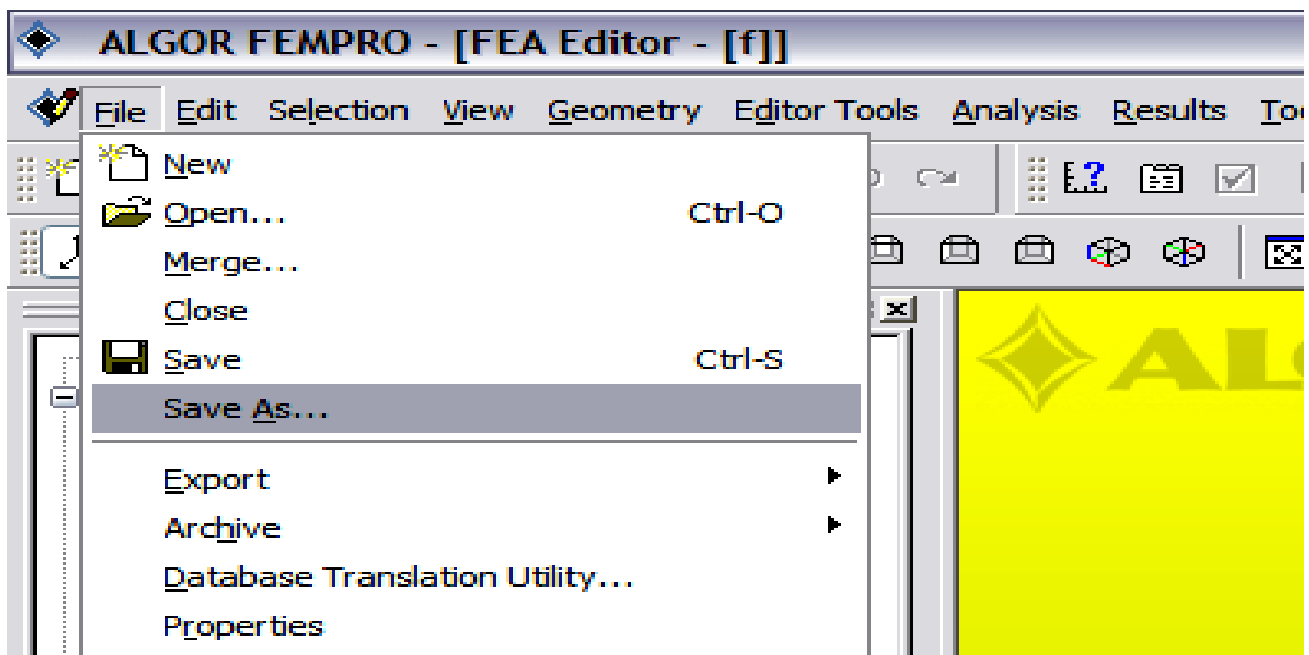 ALGOR FEMPRO - [FEA Editor - [f]]
File Edit Selection View Geometry Editor Tools Analysis Results
New
Open... Ctrl-O
Merge...
Close
Save Ctrl-S
Save As...
Export
Archive
Database Translation Utility...
Properties